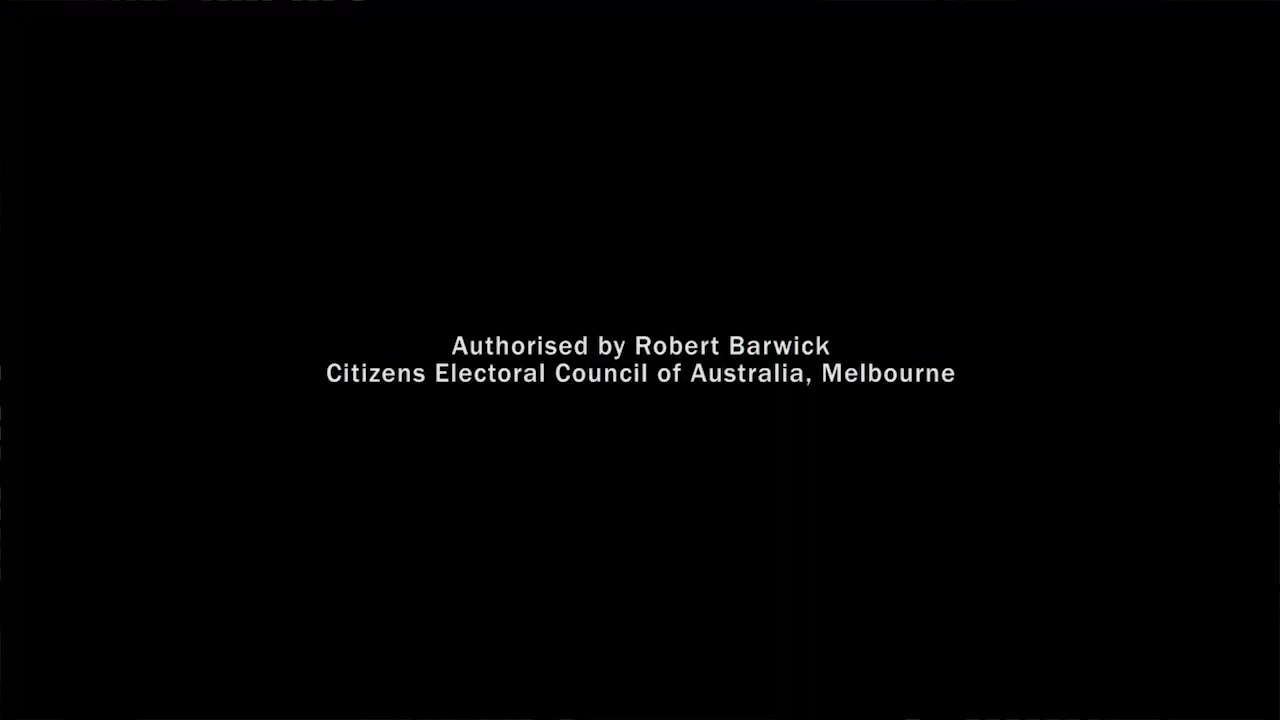 Authorised by Robert Barwick
Citizens Electoral Council of Australia, Melbourne